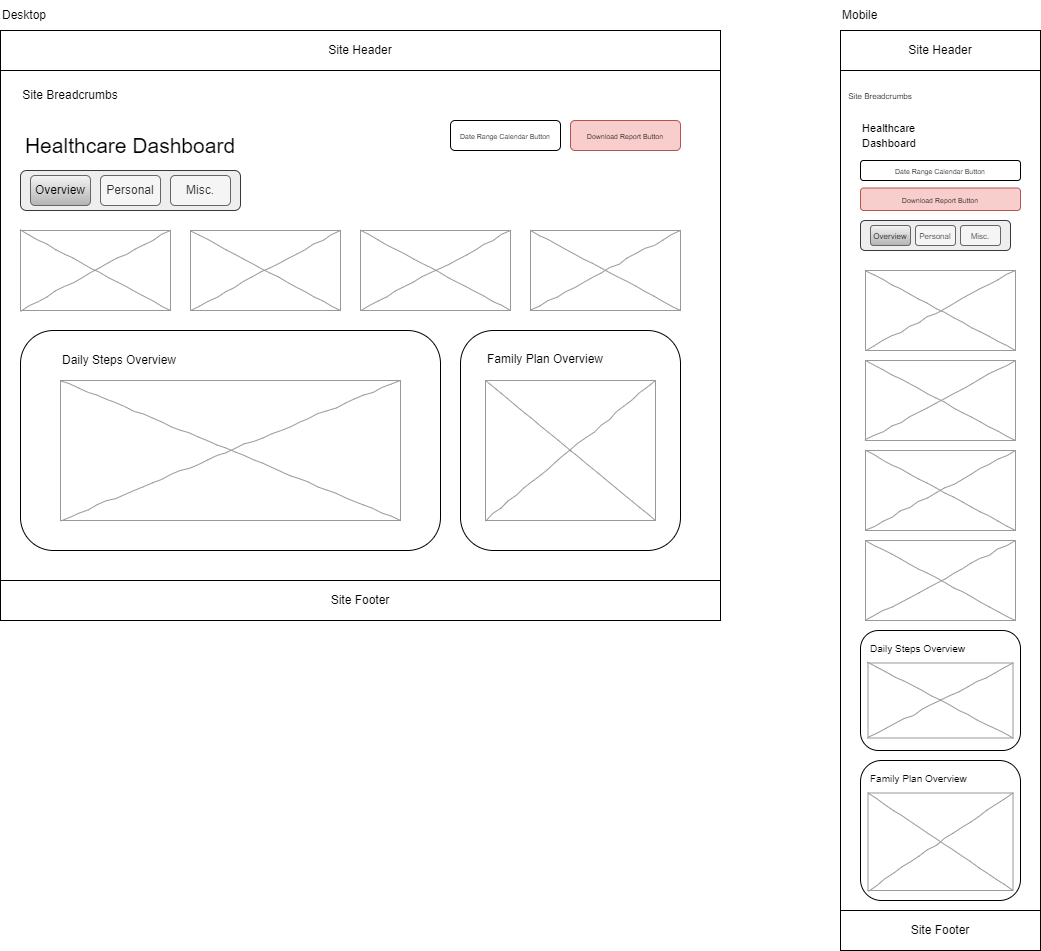 Desktop
Site Header
Site Breadcrumbs
Healthcare Dashboard
Date Range Calendar Button
Download Report Button
Overview
Personal
Misc.
Daily Steps Overview
Family Plan Overview
Site Footer
Mobile
Site Header
Site Breadcrumbs
Healthcare
Dashboard
Date Range Calendar Button
Download Report Button
Overview
Personal
Misc.
Daily Steps Overview
Family Plan Overview
Site Footer